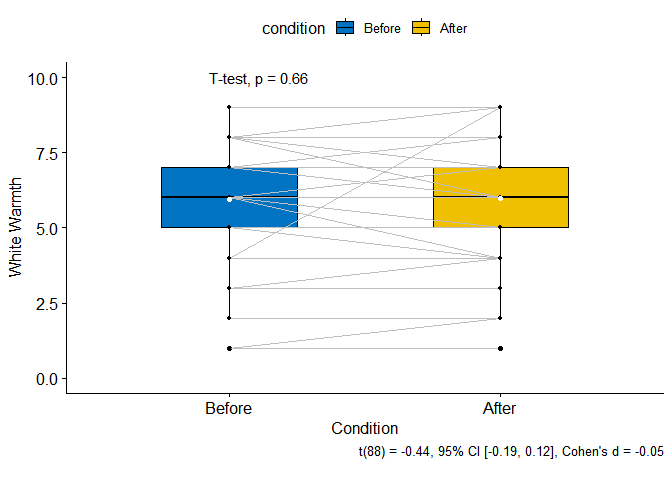 condition Before After
T-test, p = 0.66
10.0
7.5
5.0
2.5
0.0
White Warmth
Before After
Condition
t(88) = -0.44, 95% CI [-0.19, 0.12], Cohen's d = -0.05